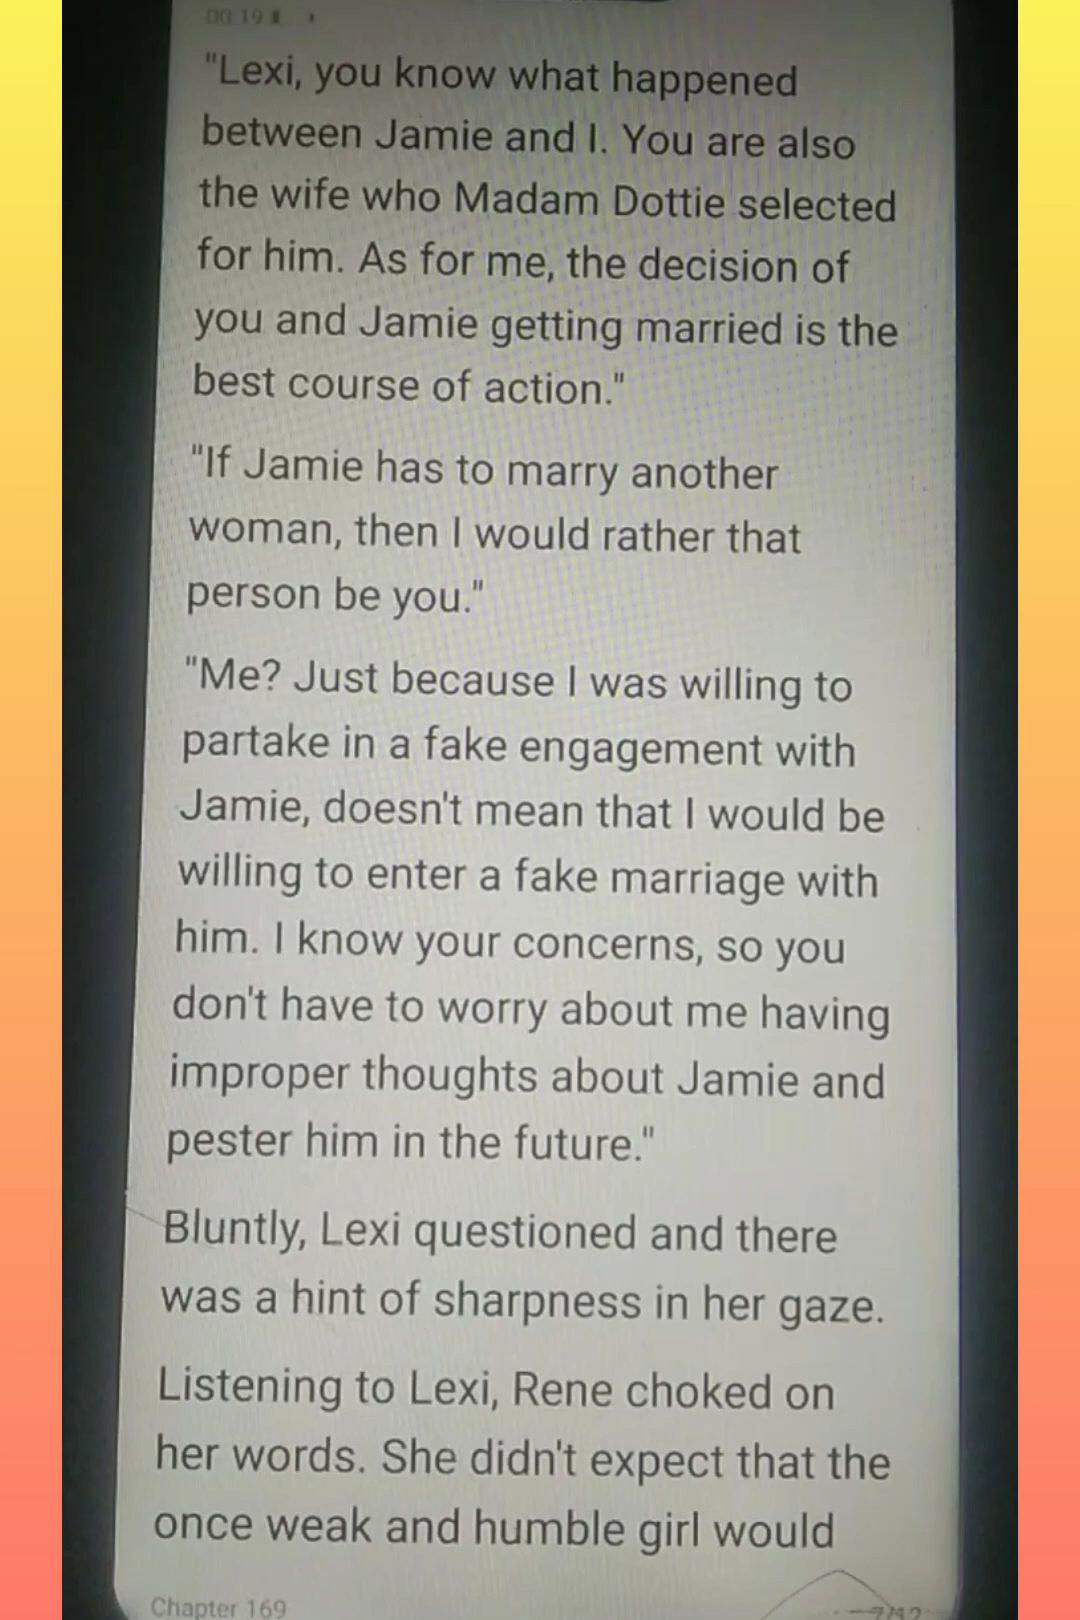 "Lexi, you know what happened
between Jamie and I. You are also
the wife who Madam Dottie selected
for him. As for me, the decision of
you and Jamie getting married is the
best course of action."
"If Jamie has to marry another
woman, then I would rather that
person be you."
"Me? Just because I was willing to
partake in a fake engagement with
Jamie, doesn't mean that I would be
willing to enter a fake marriage with
him. I know your concerns, so you
don't have to worry about me having
improper thoughts about Jamie and
pester him in the future."
Bluntly, Lexi questioned and there
was a hint of sharpness in her gaze.
Listening to Lexi, Rene choked on
her words. She didn't expect that the
once weak and humble girl would
Chapter 169